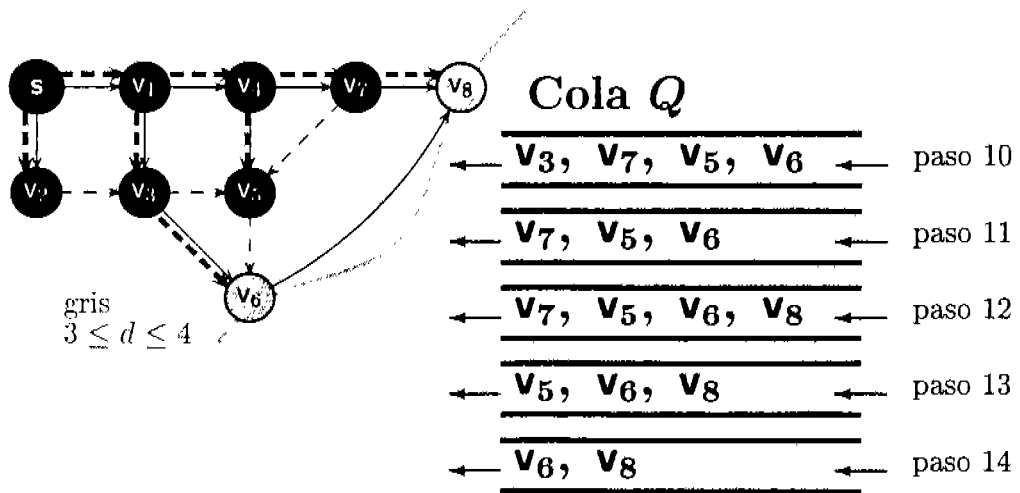 s v₁ v₄ v₇ v₈
v₂ v₃ v₅
v₆
gris
3 ≤ d ≤ 4
Cola Q
v₃, v₇, v₅, v₆ paso 10
v₇, v₅, v₆ paso 11
v₇, v₅, v₆, v₈ paso 12
v₅, v₆, v₈ paso 13
v₆, v₈ paso 14